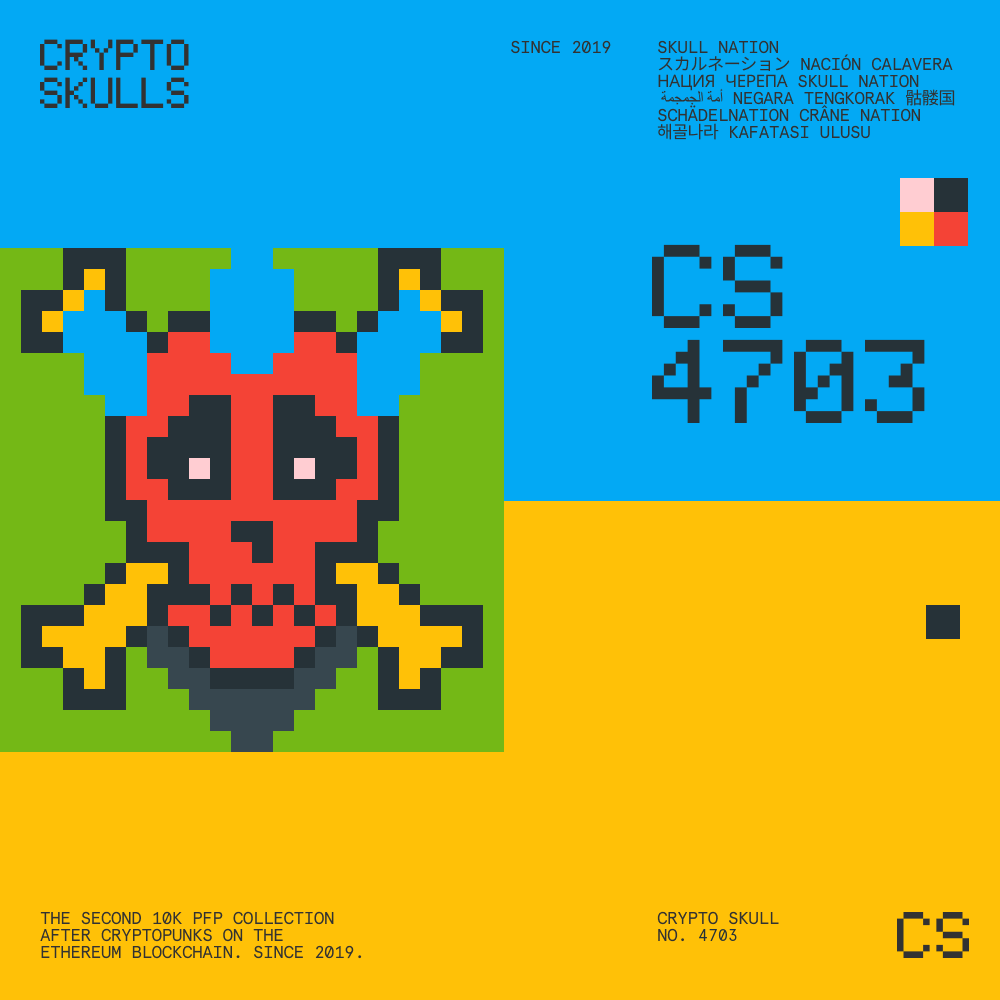 CRYPTO
SKULLS
SINCE 2019
SKULL NATION
スカルネーション NACIÓN CALAVERA
НАЦИЯ ЧЕРЕПА SKULL NATION
أمة الجمجمة NEGARA TENGKORAK 骷髅国
SCHÄDELNATION CRÂNE NATION
해골나라 KAFATASI ULUSU
CS
4703
THE SECOND 10K PFP COLLECTION
AFTER CRYPTOPUNKS ON THE
ETHEREUM BLOCKCHAIN. SINCE 2019.
CRYPTO SKULL
NO. 4703
CS